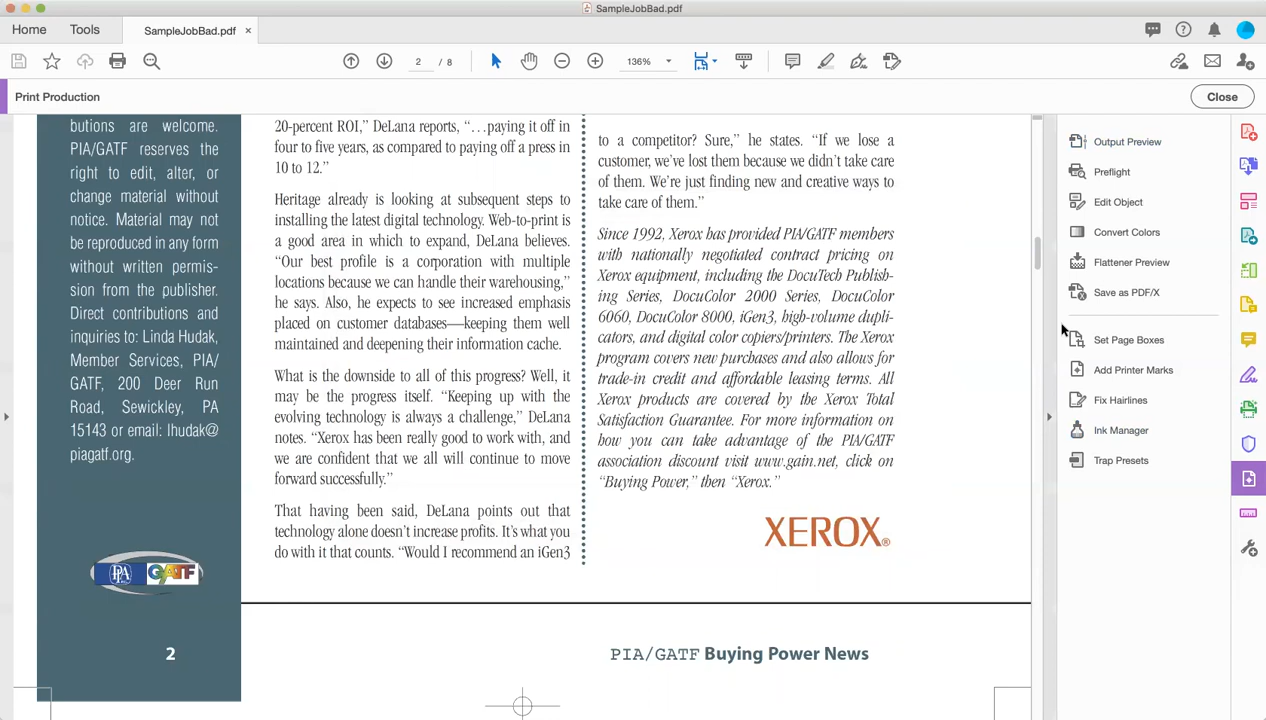 SampleJobBad.pdf
Home
Tools
SampleJobBad.pdf ×
2 / 8
136%
Print Production
Close
butions are welcome.
PIA/GATF reserves the
right to edit, alter, or
change material without
notice. Material may not
be reproduced in any form
without written permis-
sion from the publisher.
Direct contributions and
inquiries to: Linda Hudak,
Member Services, PIA/
GATF, 200 Deer Run
Road, Sewickley, PA
15143 or email: lhudak@
piagatf.org.
PIA GATF
2
20-percent ROI,” DeLana reports, “…paying it off in
four to five years, as compared to paying off a press in
10 to 12.”
Heritage already is looking at subsequent steps to
installing the latest digital technology. Web-to-print is
a good area in which to expand, DeLana believes.
“Our best profile is a corporation with multiple
locations because we can handle their warehousing,”
he says. Also, he expects to see increased emphasis
placed on customer databases—keeping them well
maintained and deepening their information cache.
What is the downside to all of this progress? Well, it
may be the progress itself. “Keeping up with the
evolving technology is always a challenge,” DeLana
notes. “Xerox has been really good to work with, and
we are confident that we all will continue to move
forward successfully.”
That having been said, DeLana points out that
technology alone doesn’t increase profits. It’s what you
do with it that counts. “Would I recommend an iGen3
to a competitor? Sure,” he states. “If we lose a
customer, we’ve lost them because we didn’t take care
of them. We’re just finding new and creative ways to
take care of them.”
Since 1992, Xerox has provided PIA/GATF members
with nationally negotiated contract pricing on
Xerox equipment, including the DocuTech Publish-
ing Series, DocuColor 2000 Series, DocuColor
6060, DocuColor 8000, iGen3, high-volume dupli-
cators, and digital color copiers/printers. The Xerox
program covers new purchases and also allows for
trade-in credit and affordable leasing terms. All
Xerox products are covered by the Xerox Total
Satisfaction Guarantee. For more information on
how you can take advantage of the PIA/GATF
association discount visit www.gain.net, click on
“Buying Power,” then “Xerox.”
XEROX®
PIA/GATF Buying Power News
Output Preview
Preflight
Edit Object
Convert Colors
Flattener Preview
Save as PDF/X
Set Page Boxes
Add Printer Marks
Fix Hairlines
Ink Manager
Trap Presets